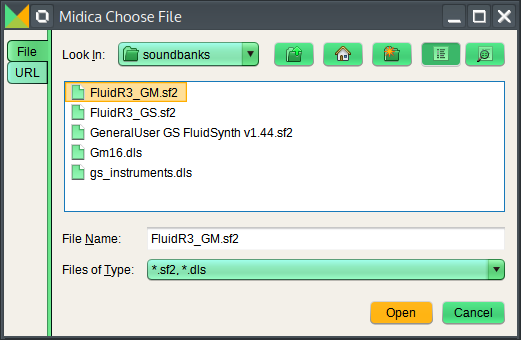 Midica Choose File
File
URL
Look In: soundbanks
FluidR3_GM.sf2
FluidR3_GS.sf2
GeneralUser GS FluidSynth v1.44.sf2
Gm16.dls
gs_instruments.dls
File Name: FluidR3_GM.sf2
Files of Type: *.sf2, *.dls
Open Cancel